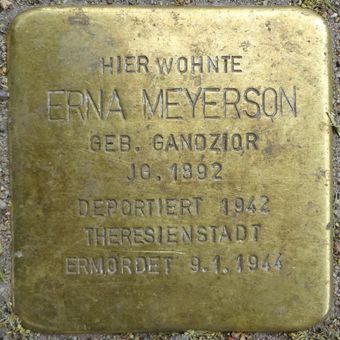 HIER WOHNTE
ERNA MEYERSON
GEB. GANDZIOR
JG. 1892
DEPORTIERT 1942
THERESIENSTADT
ERMORDET 9.1.1944